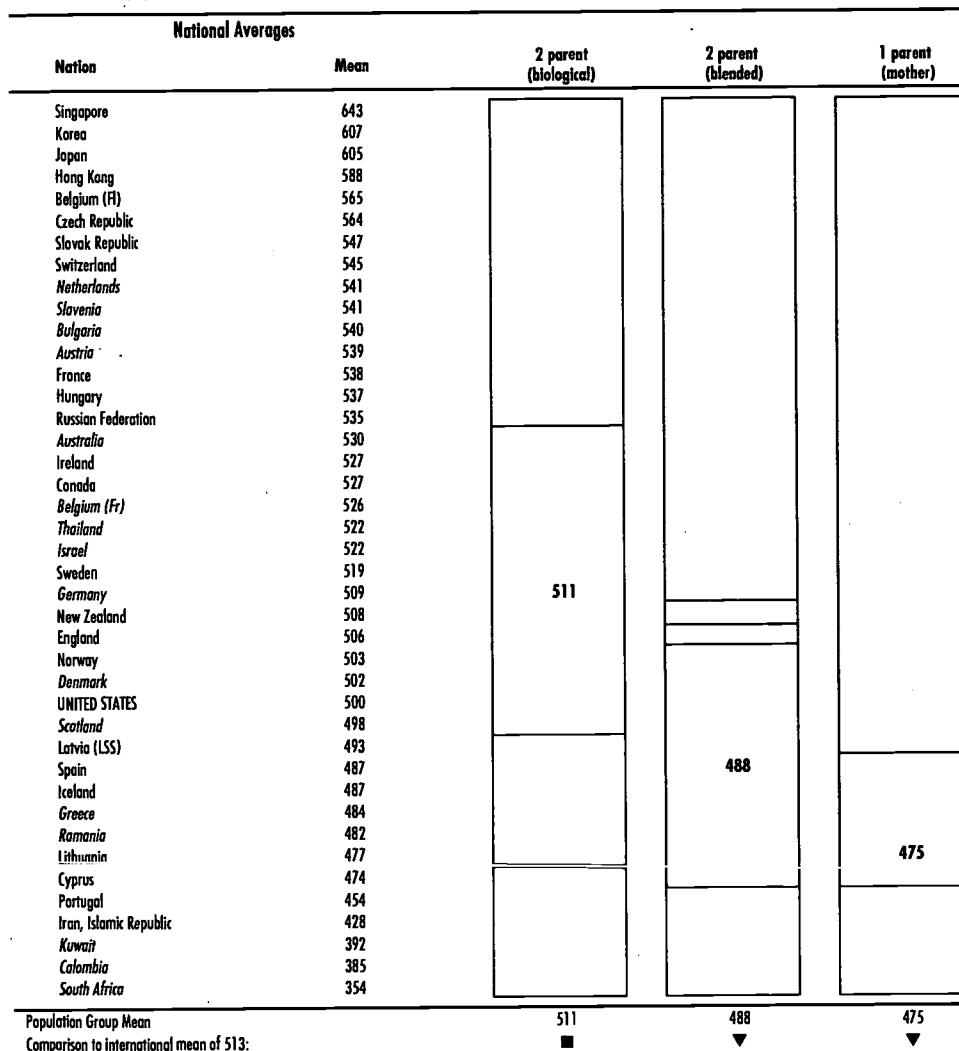 National Averages
Nation Mean 2 parent (biological) 2 parent (blended) 1 parent (mother)
Singapore 643
Korea 607
Japan 605
Hong Kong 588
Belgium (Fl) 565
Czech Republic 564
Slovak Republic 547
Switzerland 545
Netherlands 541
Slovenia 541
Bulgaria 540
Austria 539
France 538
Hungary 537
Russian Federation 535
Australia 530
Ireland 527
Canada 527
Belgium (Fr) 526
Thailand 522
Israel 522
Sweden 519
Germany 509 511
New Zealand 508
England 506
Norway 503
Denmark 502
UNITED STATES 500
Scotland 498
Latvia (LSS) 493
Spain 487 488
Iceland 487
Greece 484
Romania 482
Lithuania 477 475
Cyprus 474
Portugal 454
Iran, Islamic Republic 428
Kuwait 392
Colombia 385
South Africa 354
Population Group Mean 511 488 475
Comparison to international mean of 513: ■ ▼ ▼